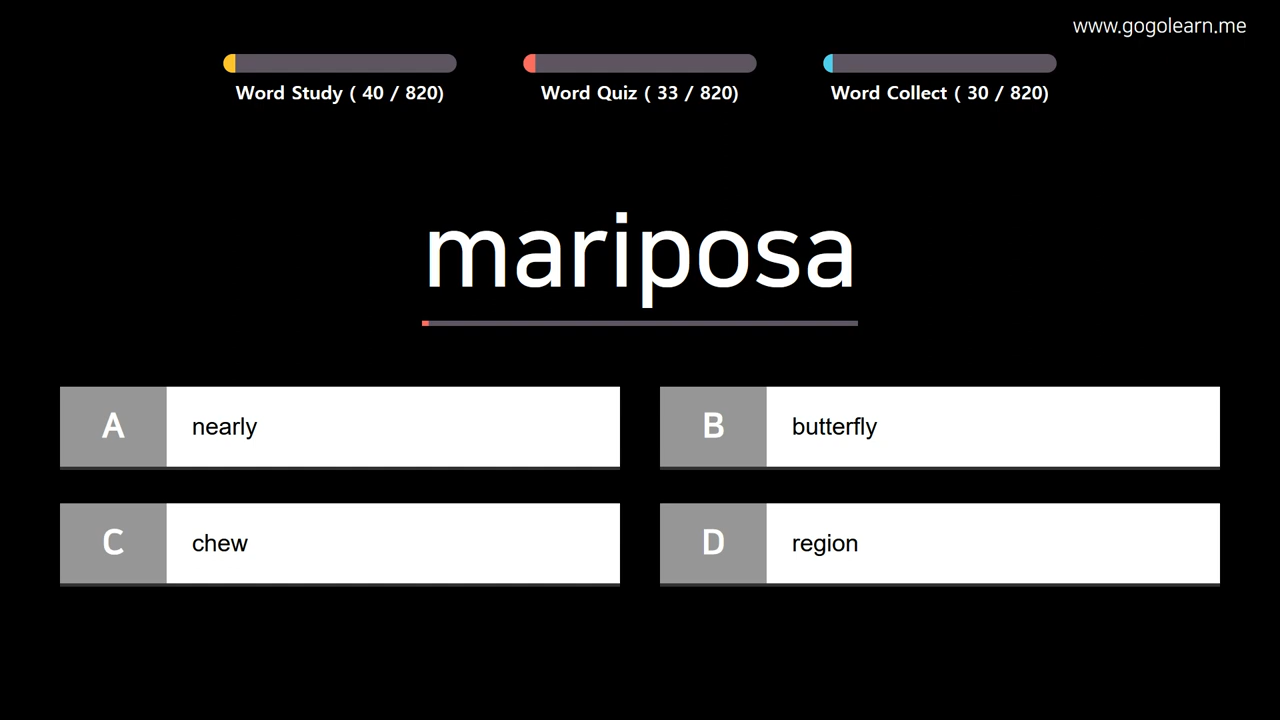 www.gogolearn.me
Word Study ( 40 / 820)
Word Quiz ( 33 / 820)
Word Collect ( 30 / 820)
mariposa
A nearly
B butterfly
C chew
D region